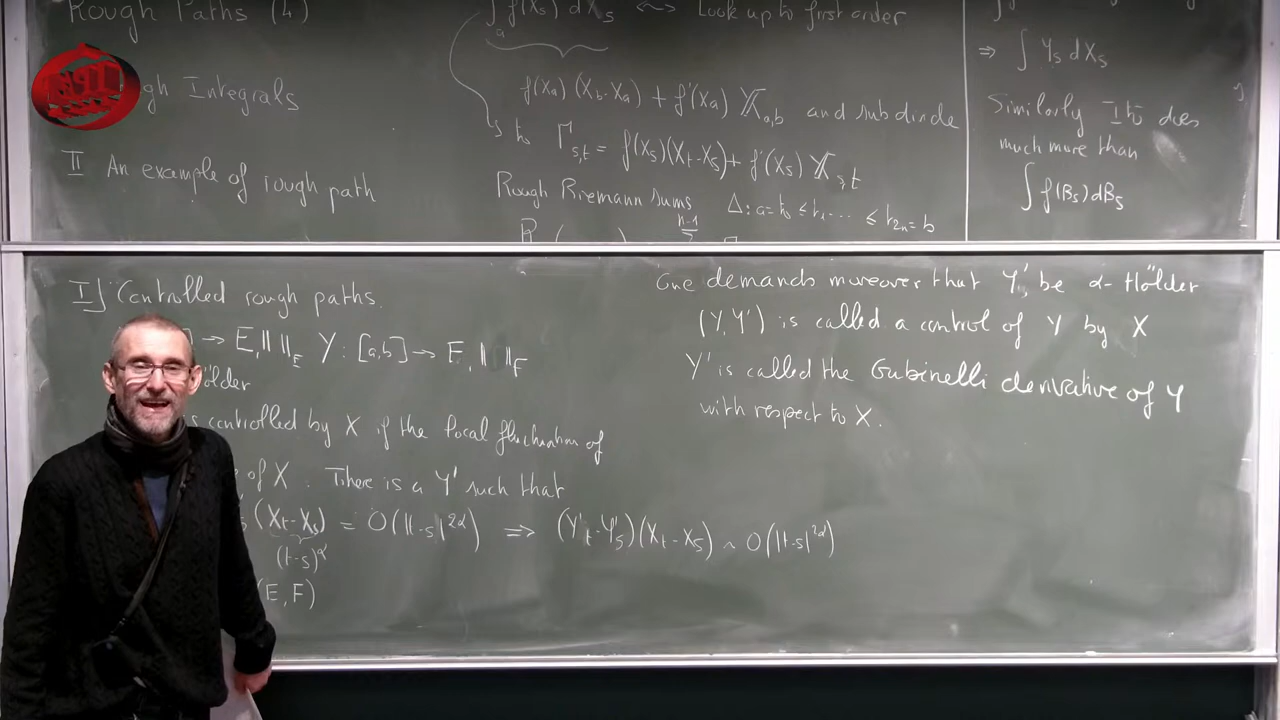 Rough Paths (4)
gh Integrals
II An example of rough path
∫ f(Xs) dXs ⟷ Look up to first order
a
f(Xa) (Xb-Xa) + f'(Xa) 𝕏a,b and subdivide
Γs,t = f(Xs)(Xt-Xs) + f'(Xs) 𝕏s,t
Rough Riemann sums Δ: a= t0 ≤ t1 ... ≤ t2n = b
n-1
⇒ ∫ Ys dXs
Similarly Itô does
much more than
∫ f(Bs) dBs
I) Controlled rough paths.
] → E, || ||E Y : [a,b] → F, || ||F
ölder
controlled by X if the local fluctuation of
of X. There is a Y' such that
s (Xt-Xs) = O(|t-s|^2α) ⇒ (Y't-Y's)(Xt-Xs) ~ O(|t-s|^2α)
(t-s)^α
(E, F)
One demands moreover that Y', be α-Hölder
(Y,Y') is called a control of Y by X
Y' is called the Gubinelli derivative of Y
with respect to X.